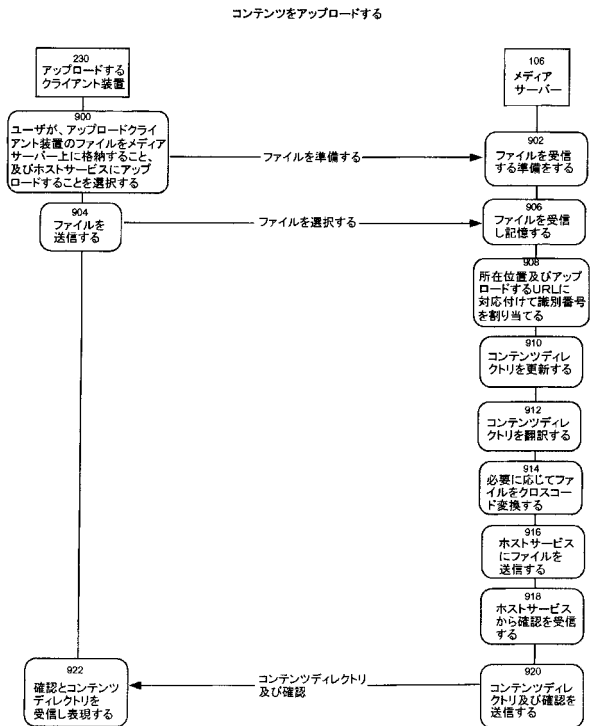 コンテンツをアップロードする
230
アップロードする
クライアント装置
106
メディア
サーバー
900
ユーザが、アップロードクライ
アント装置のファイルをメディア
サーバー上に格納すること、
及びホストサービスにアップ
ロードすることを選択する
ファイルを準備する
902
ファイルを受信
する準備をする
904
ファイルを
送信する
ファイルを選択する
906
ファイルを受信
し記憶する
908
所在位置及びアップ
ロードするURLに
対応付けて識別番号
を割り当てる
910
コンテンツディレ
クトリを更新する
912
コンテンツディレ
クトリを翻訳する
914
必要に応じてファ
イルをクロスコード
変換する
916
ホストサービス
にファイルを
送信する
918
ホストサービス
から確認を受信
する
922
確認とコンテンツ
ディレクトリを
受信し表現する
コンテンツディレクトリ
及び確認
920
コンテンツディレ
クトリ及び確認を
送信する